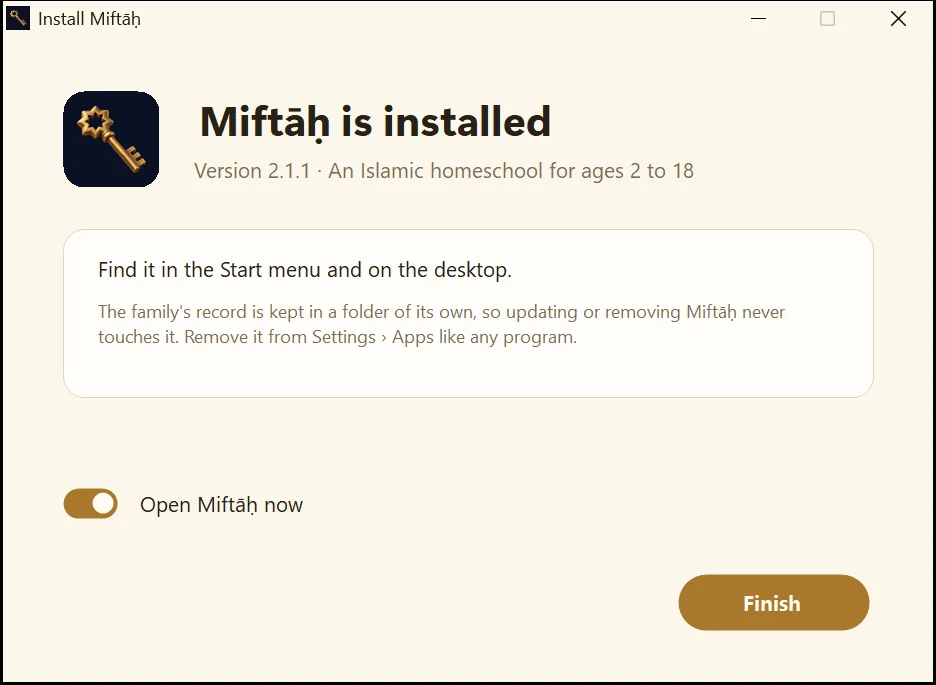 Install Miftāḥ
Miftāḥ is installed
Version 2.1.1 · An Islamic homeschool for ages 2 to 18
Find it in the Start menu and on the desktop.
The family's record is kept in a folder of its own, so updating or removing Miftāḥ never
touches it. Remove it from Settings › Apps like any program.
Open Miftāḥ now
Finish